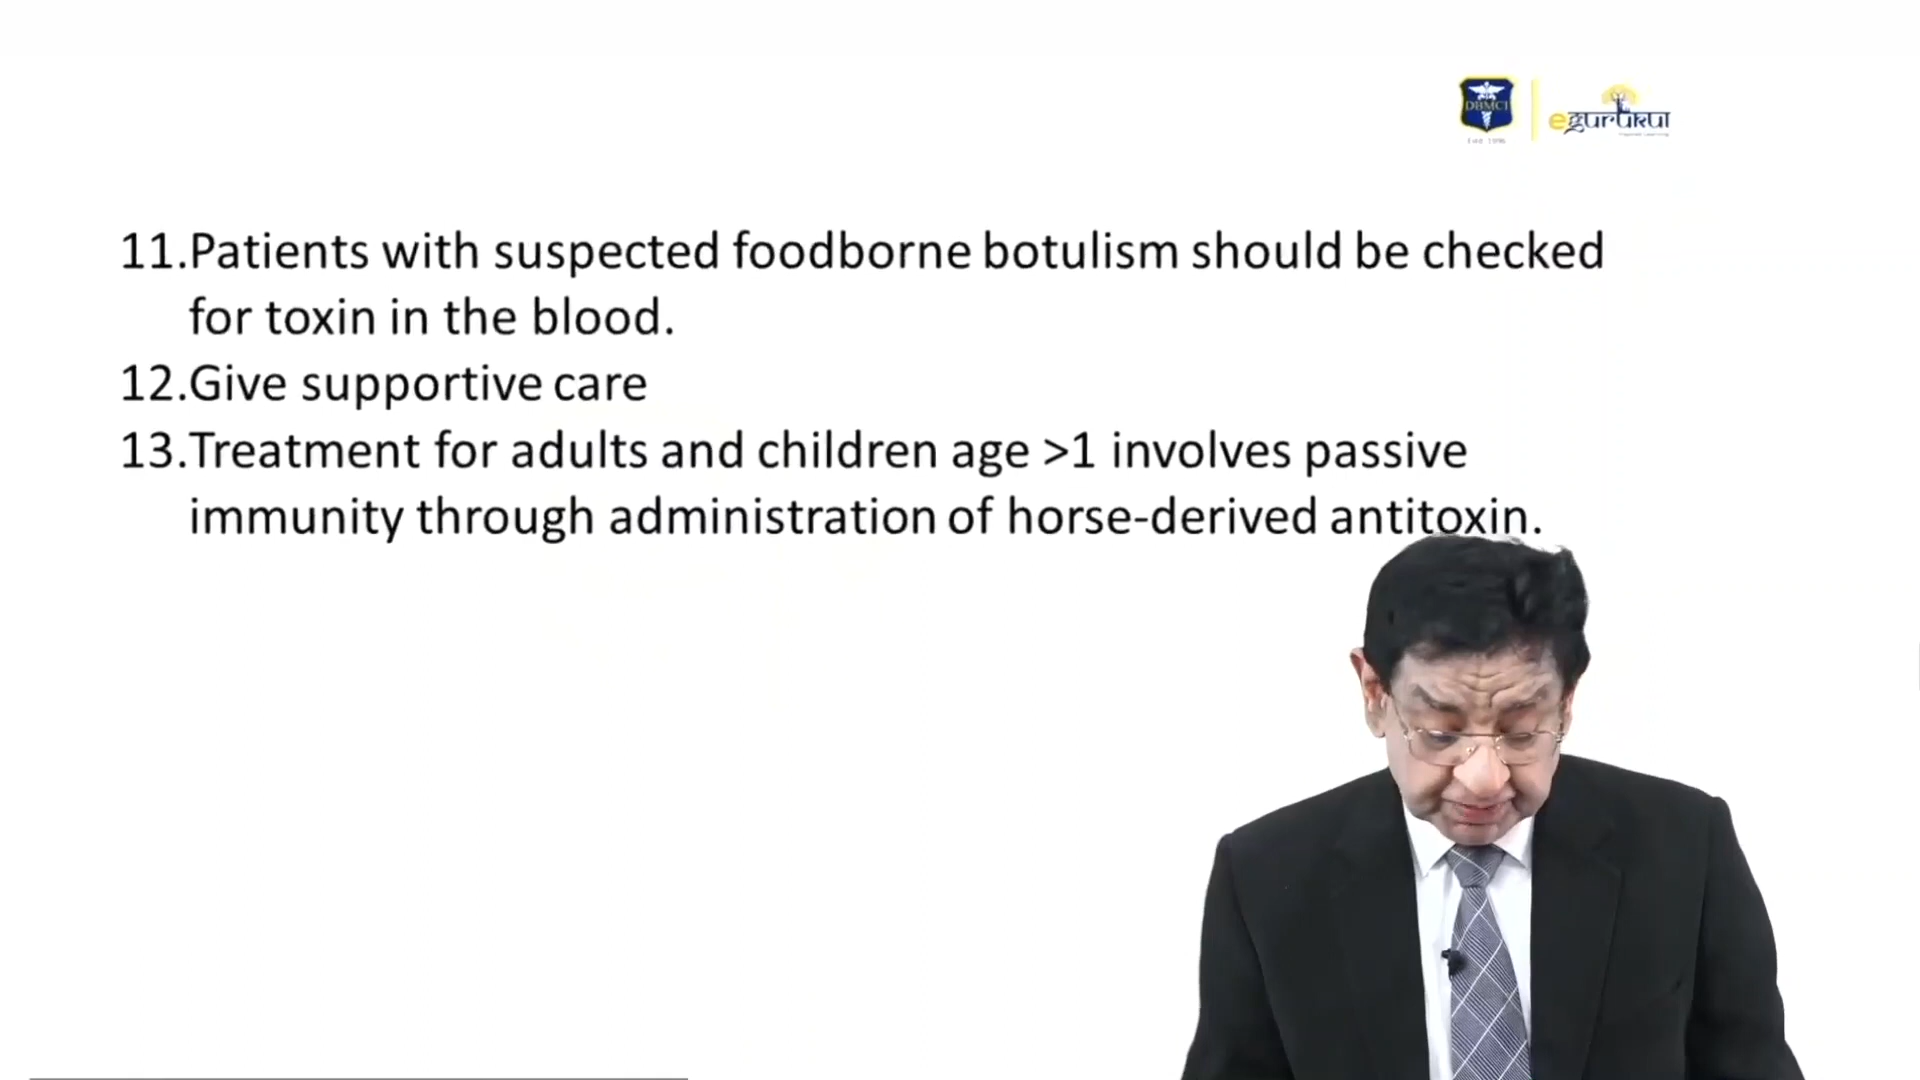 DBMCI
egurukul
11.Patients with suspected foodborne botulism should be checked
for toxin in the blood.
12.Give supportive care
13.Treatment for adults and children age >1 involves passive
immunity through administration of horse-derived antitoxin.